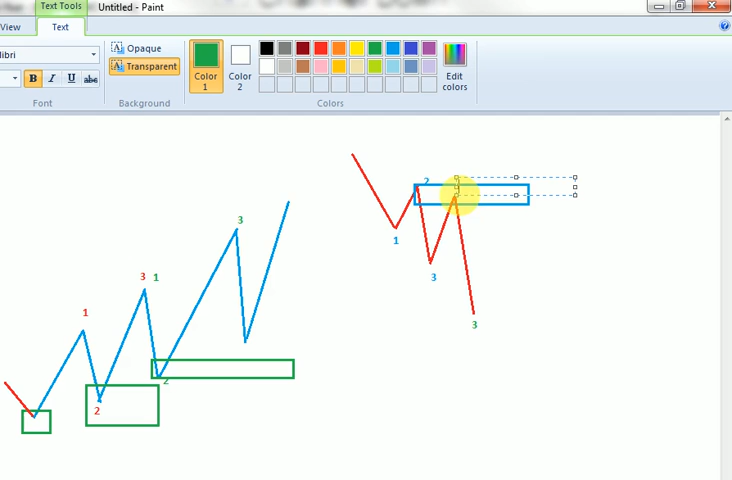 Text Tools
Untitled - Paint
View
Text
libri
Opaque
Transparent
B I U abc
Color 1
Color 2
Edit colors
Font
Background
Colors
2
1
3
3
3
3 1
1
2
2